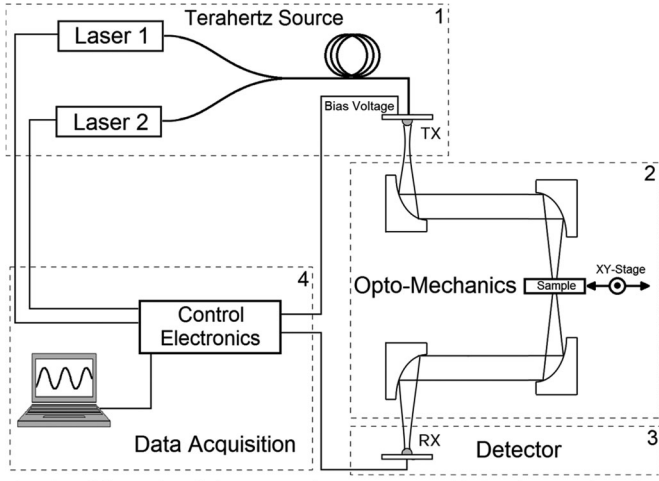 Terahertz Source
1
Laser 1
Laser 2
Bias Voltage
TX
2
Opto-Mechanics
XY-Stage
Sample
4
Control
Electronics
Data Acquisition
RX
Detector
3